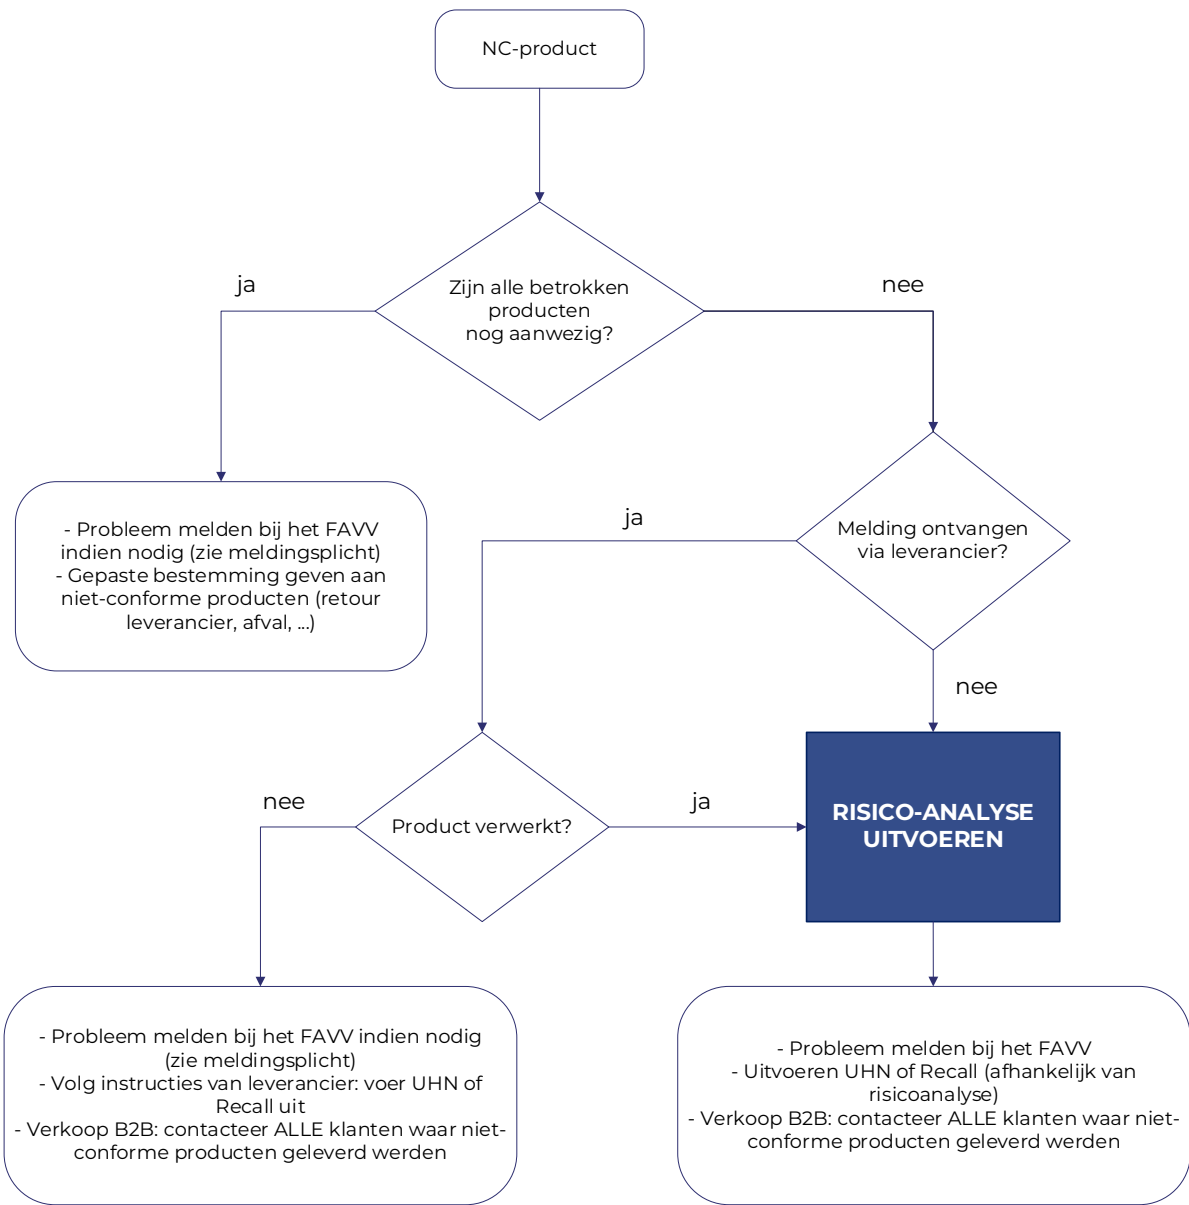 NC-product
Zijn alle betrokken
producten
nog aanwezig?
ja
nee
- Probleem melden bij het FAVV
indien nodig (zie meldingsplicht)
- Gepaste bestemming geven aan
niet-conforme producten (retour
leverancier, afval, ...)
Melding ontvangen
via leverancier?
ja
nee
Product verwerkt?
nee
ja
RISICO-ANALYSE
UITVOEREN
- Probleem melden bij het FAVV indien nodig
(zie meldingsplicht)
- Volg instructies van leverancier: voer UHN of
Recall uit
- Verkoop B2B: contacteer ALLE klanten waar niet-
conforme producten geleverd werden
- Probleem melden bij het FAVV
- Uitvoeren UHN of Recall (afhankelijk van
risicoanalyse)
- Verkoop B2B: contacteer ALLE klanten waar niet-
conforme producten geleverd werden